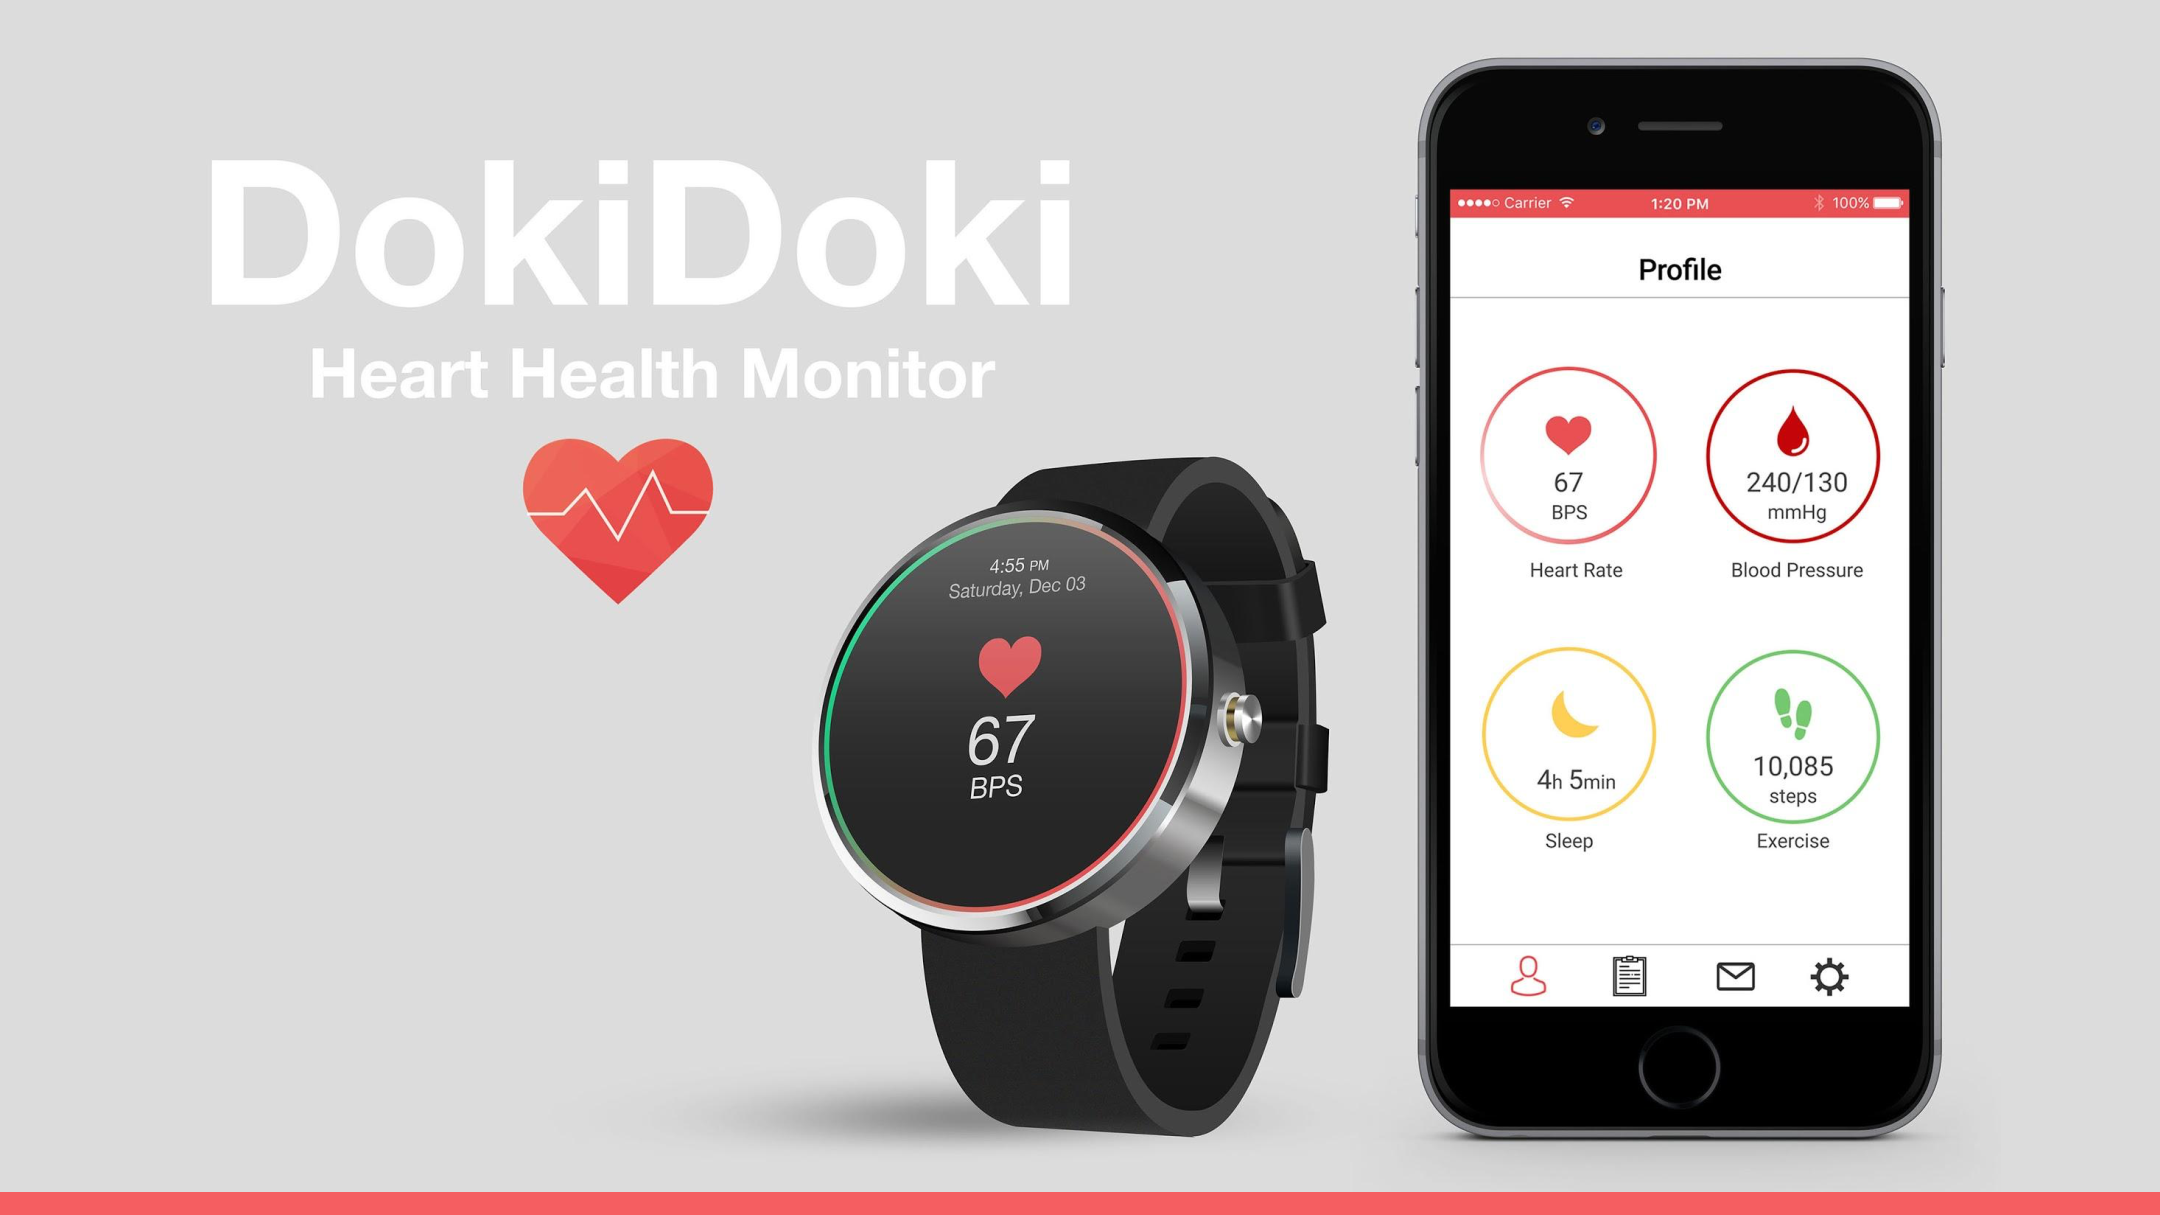 DokiDoki
Heart Health Monitor
4:55 PM
Saturday, Dec 03
67
BPS
Carrier 1:20 PM 100%
Profile
67
BPS
Heart Rate
240/130
mmHg
Blood Pressure
4h 5min
Sleep
10,085
steps
Exercise